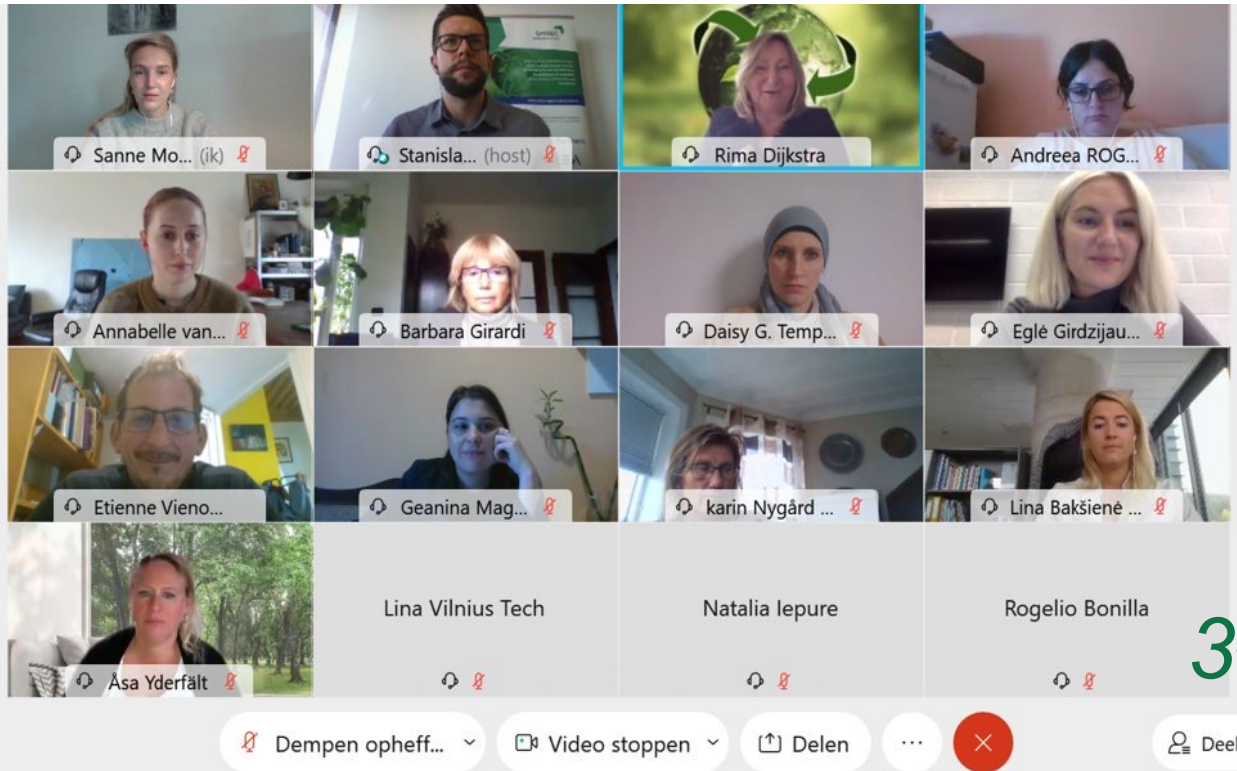 Sanne Mo... (ik)
Stanisla... (host)
Rima Dijkstra
Andreea ROG...
Annabelle van...
Barbara Girardi
Daisy G. Temp...
Eglė Girdzijau...
Etienne Vieno...
Geanina Mag...
karin Nygård ...
Lina Bakšienė ...
Åsa Yderfält
Lina Vilnius Tech
Natalia Iepure
Rogelio Bonilla
3
Dempen opheff...
Video stoppen
Delen
...
Deel